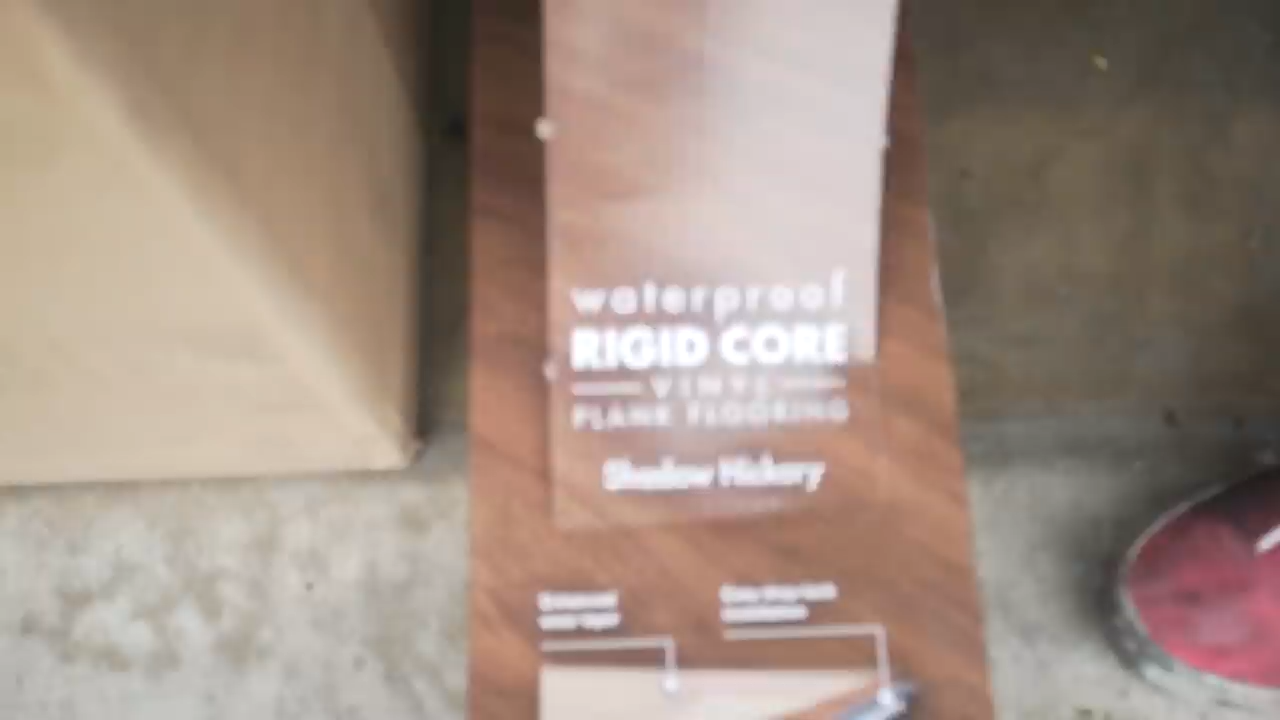 waterproof
RIGID CORE
VINYL
PLANK FLOORING
Shadow Hickory